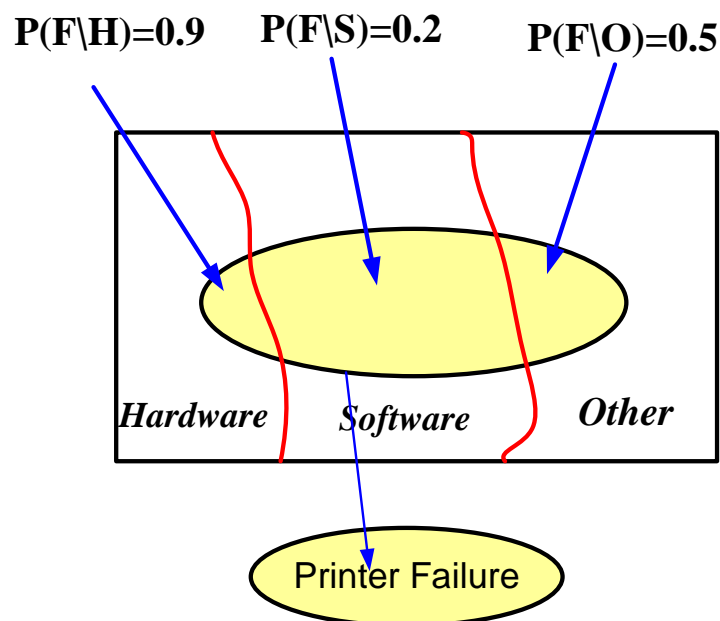 P(F\H)=0.9 P(F\S)=0.2 P(F\O)=0.5
Hardware Software Other
Printer Failure